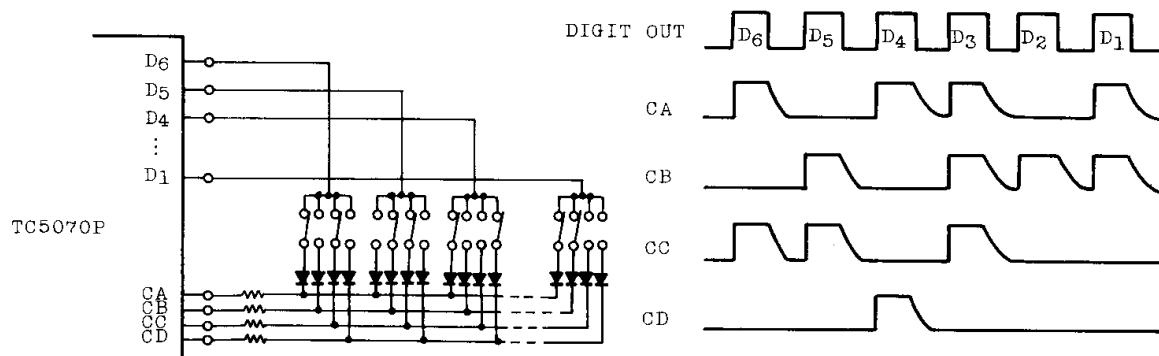 D6
D5
D4
⋮
D1
TC5070P
CA
CB
CC
CD
DIGIT OUT
D6 D5 D4 D3 D2 D1
CA
CB
CC
CD